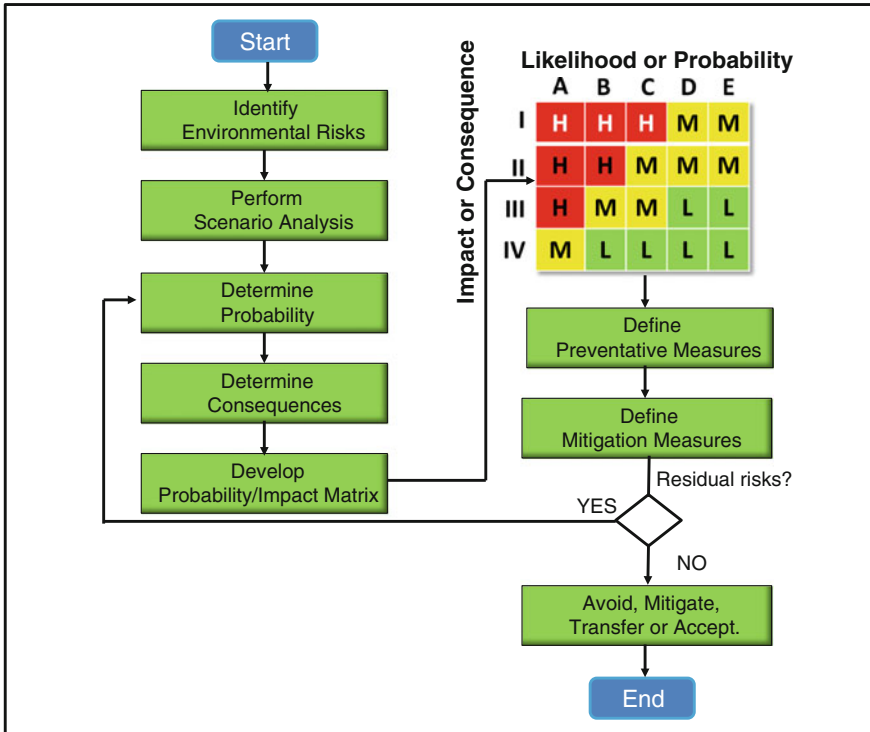 Start
Identify
Environmental Risks
Perform
Scenario Analysis
Determine
Probability
Determine
Consequences
Develop
Probability/Impact Matrix
Impact or Consequence
Likelihood or Probability
A B C D E
I H H H M M
II H H M M M
III H M M L L
IV M L L L L
Define
Preventative Measures
Define
Mitigation Measures
Residual risks?
YES
NO
Avoid, Mitigate,
Transfer or Accept.
End